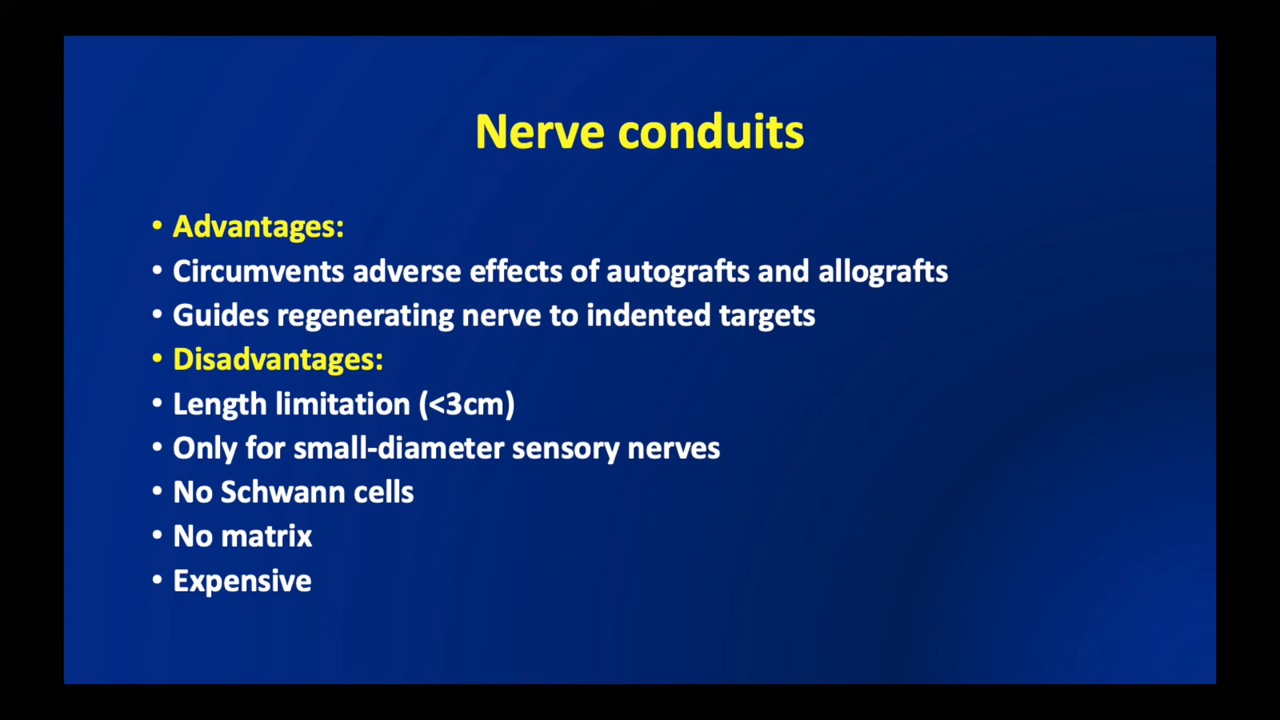 Nerve conduits
• Advantages:
• Circumvents adverse effects of autografts and allografts
• Guides regenerating nerve to indented targets
• Disadvantages:
• Length limitation (<3cm)
• Only for small-diameter sensory nerves
• No Schwann cells
• No matrix
• Expensive